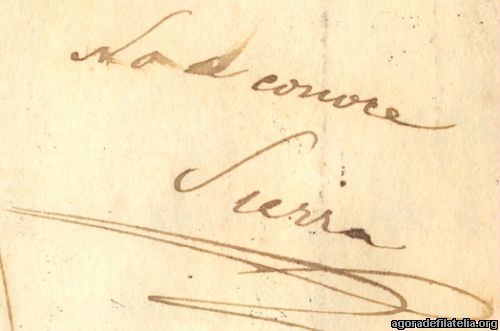 No se conoce
Sierra
agoradefilatelia.org